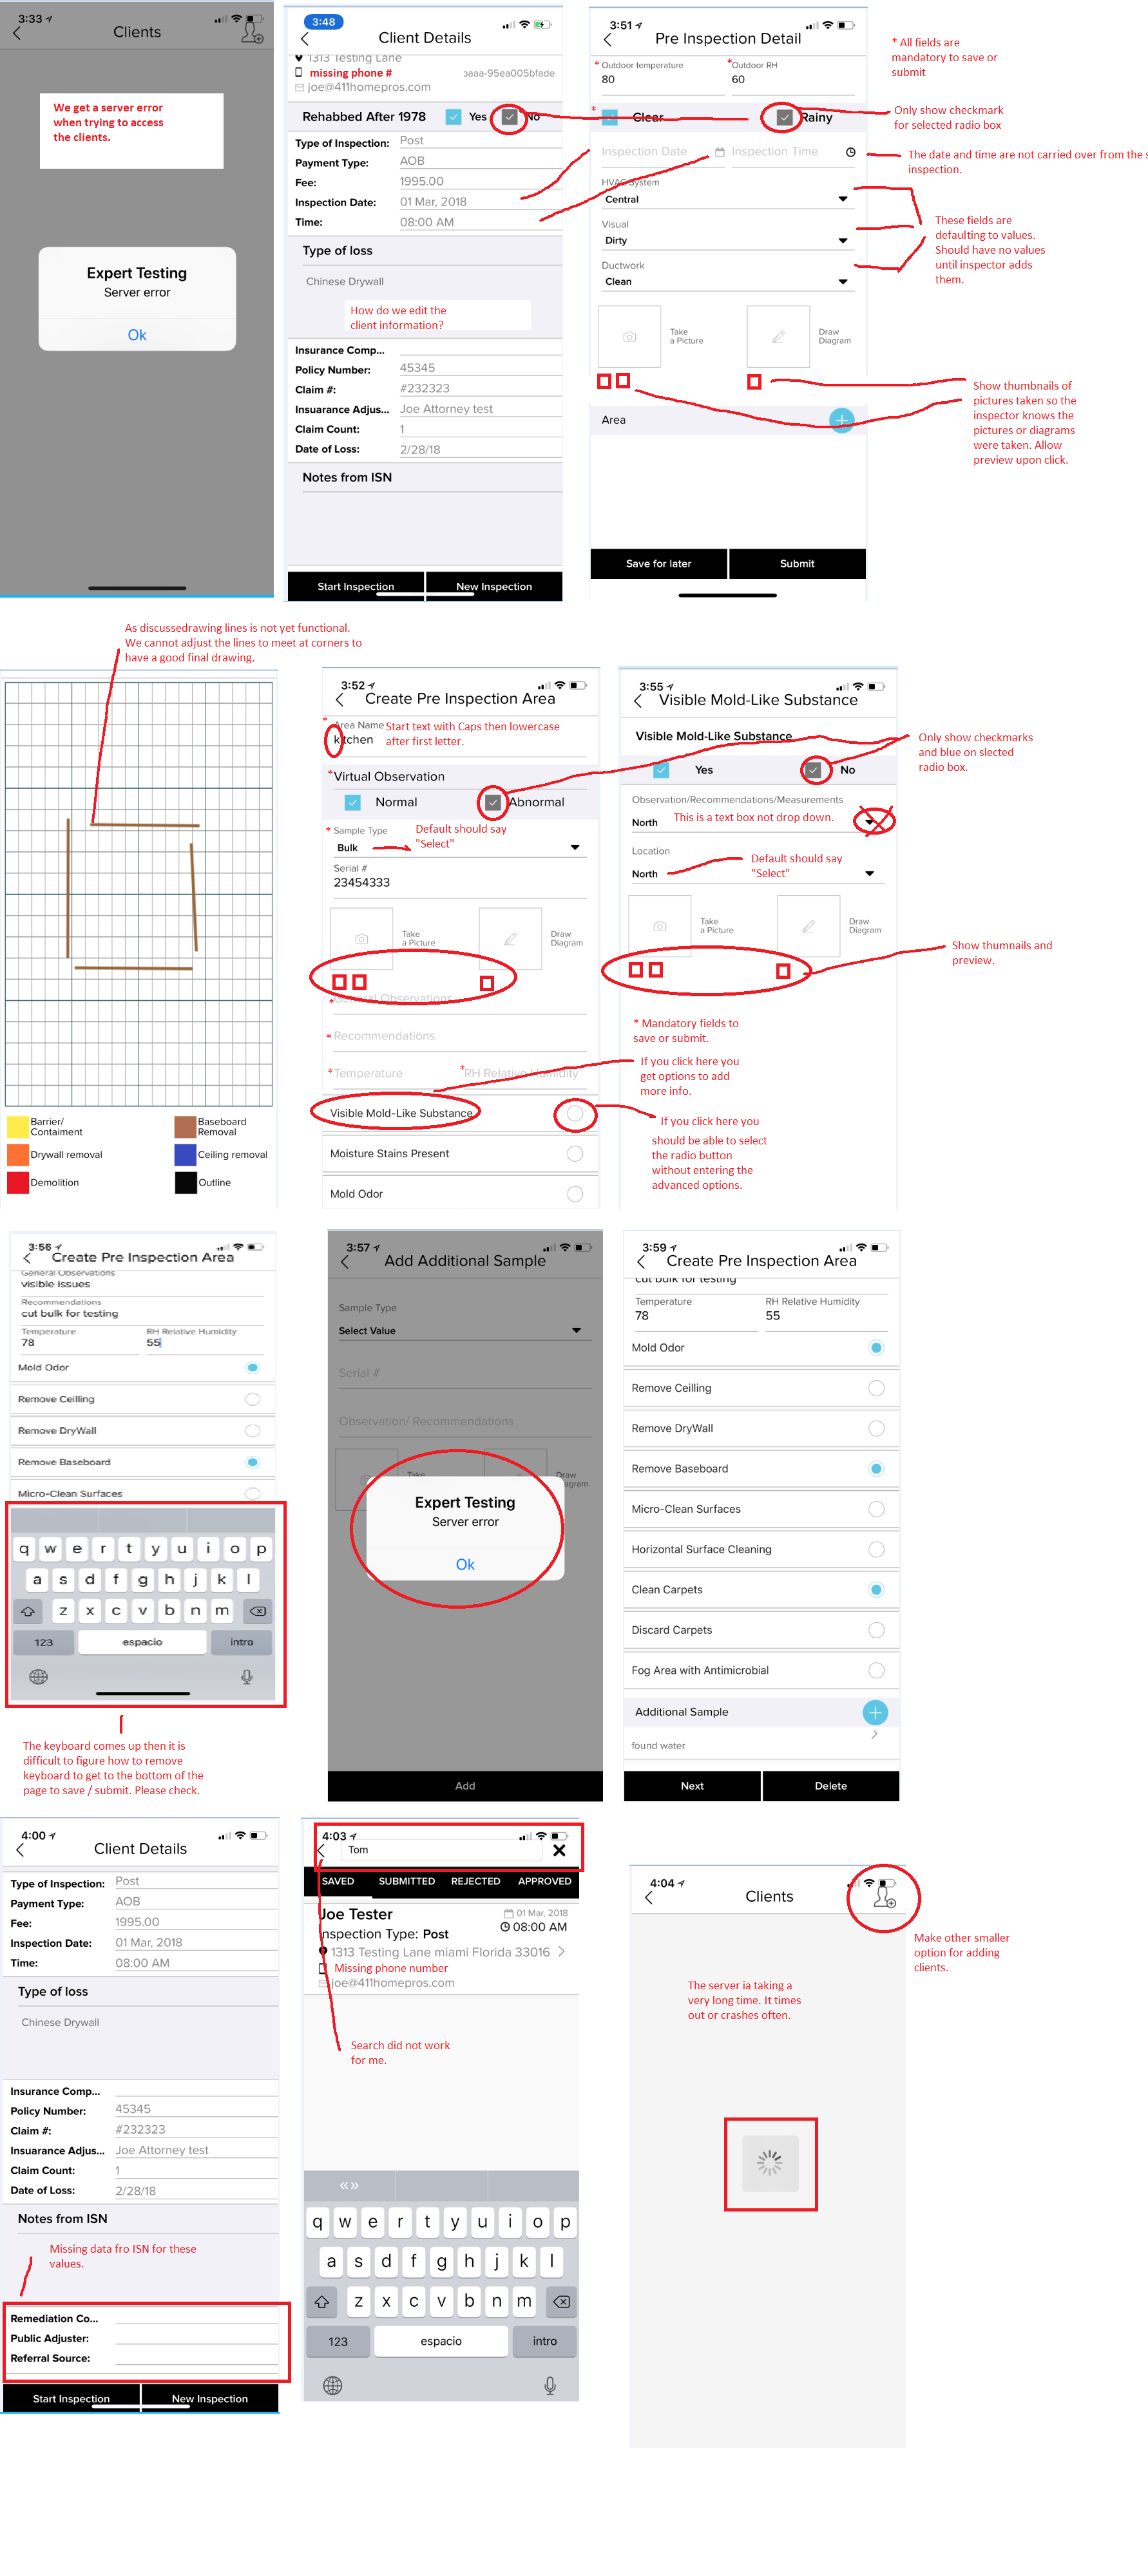 3:33
Clients
We get a server error
when trying to access
the clients.
Expert Testing
Server error
Ok
3:48
Client Details
1313 Testing Lane
missing phone #
aaa-95ea005bfade
joe@411homepros.com
Rehabbed After 1978
Yes
No
Type of Inspection: Post
Payment Type: AOB
Fee: 1995.00
Inspection Date: 01 Mar, 2018
Time: 08:00 AM
Type of loss
Chinese Drywall
How do we edit the
client information?
Insurance Comp...
Policy Number: 45345
Claim #: #232323
Insuarance Adjus... Joe Attorney test
Claim Count: 1
Date of Loss: 2/28/18
Notes from ISN
Start Inspection
New Inspection
3:51
Pre Inspection Detail
* Outdoor temperature
80
* Outdoor RH
60
* Clear
Rainy
Inspection Date
Inspection Time
HVAC System
Central
Visual
Dirty
Ductwork
Clean
Take
a Picture
Draw
Diagram
Area
+
Save for later
Submit
* All fields are
mandatory to save or
submit
Only show checkmark
for selected radio box
The date and time are not carried over from the s
inspection.
These fields are
defaulting to values.
Should have no values
until inspector adds
them.
Show thumbnails of
pictures taken so the
inspector knows the
pictures or diagrams
were taken. Allow
preview upon click.
As discussedrawing lines is not yet functional.
We cannot adjust the lines to meet at corners to
have a good final drawing.
Barrier/
Contaiment
Baseboard
Removal
Drywall removal
Ceiling removal
Demolition
Outline
3:52
Create Pre Inspection Area
* Area Name
kitchen
Start text with Caps then lowercase
after first letter.
* Virtual Observation
Normal
Abnormal
* Sample Type
Bulk
Default should say
"Select"
Serial #
23454333
Take
a Picture
Draw
Diagram
* General Observations
* Recommendations
* Temperature
* RH Relative Humidity
Visible Mold-Like Substance
Moisture Stains Present
Mold Odor
3:55
Visible Mold-Like Substance
Visible Mold-Like Substance
Yes
No
Observation/Recommendations/Measurements
North
This is a text box not drop down.
Location
North
Default should say
"Select"
Take
a Picture
Draw
Diagram
Only show checkmarks
and blue on slected
radio box.
Show thumnails and
preview.
* Mandatory fields to
save or submit.
If you click here you
get options to add
more info.
If you click here you
should be able to select
the radio button
without entering the
advanced options.
3:56
Create Pre Inspection Area
General Observations
visible issues
Recommendations
cut bulk for testing
Temperature
78
RH Relative Humidity
55
Mold Odor
Remove Ceilling
Remove DryWall
Remove Baseboard
Micro-Clean Surfaces
q w e r t y u i o p
a s d f g h j k l
z x c v b n m
123
espacio
intro
The keyboard comes up then it is
difficult to figure how to remove
keyboard to get to the bottom of the
page to save / submit. Please check.
3:57
Add Additional Sample
Sample Type
Select Value
Serial #
Observation/ Recommendations
Take
Draw
agram
Expert Testing
Server error
Ok
Add
3:59
Create Pre Inspection Area
cut bulk for testing
Temperature
78
RH Relative Humidity
55
Mold Odor
Remove Ceilling
Remove DryWall
Remove Baseboard
Micro-Clean Surfaces
Horizontal Surface Cleaning
Clean Carpets
Discard Carpets
Fog Area with Antimicrobial
Additional Sample
+
found water
Next
Delete
4:00
Client Details
Type of Inspection: Post
Payment Type: AOB
Fee: 1995.00
Inspection Date: 01 Mar, 2018
Time: 08:00 AM
Type of loss
Chinese Drywall
Insurance Comp...
Policy Number: 45345
Claim #: #232323
Insuarance Adjus... Joe Attorney test
Claim Count: 1
Date of Loss: 2/28/18
Notes from ISN
Missing data fro ISN for these
values.
Remediation Co...
Public Adjuster:
Referral Source:
Start Inspection
New Inspection
4:03
Tom
SAVED
SUBMITTED
REJECTED
APPROVED
Joe Tester
01 Mar, 2018
08:00 AM
Inspection Type: Post
1313 Testing Lane miami Florida 33016
Missing phone number
joe@411homepros.com
Search did not work
for me.
«»
q w e r t y u i o p
a s d f g h j k l
z x c v b n m
123
espacio
intro
4:04
Clients
Make other smaller
option for adding
clients.
The server ia taking a
very long time. It times
out or crashes often.